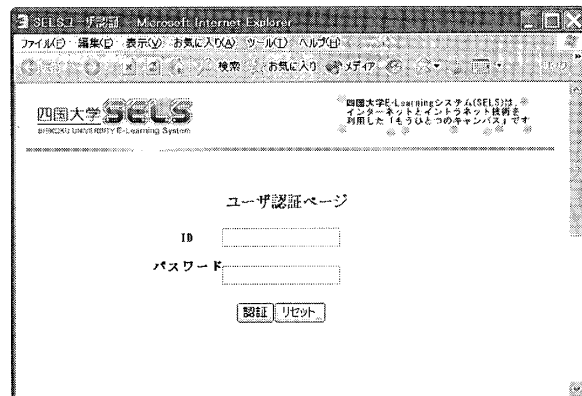 SELSユーザ認証 - Microsoft Internet Explorer
ファイル(F) 編集(E) 表示(V) お気に入り(A) ツール(T) ヘルプ(H)
検索 お気に入り メディア
四国大学 SELS
SHIKOKU UNIVERSITY E-Learning System
四国大学E-Learningシステム(SELS)は、
インターネットとイントラネット技術を
利用した「もうひとつのキャンパス」です
ユーザ認証ページ
ID
パスワード
認証 リセット